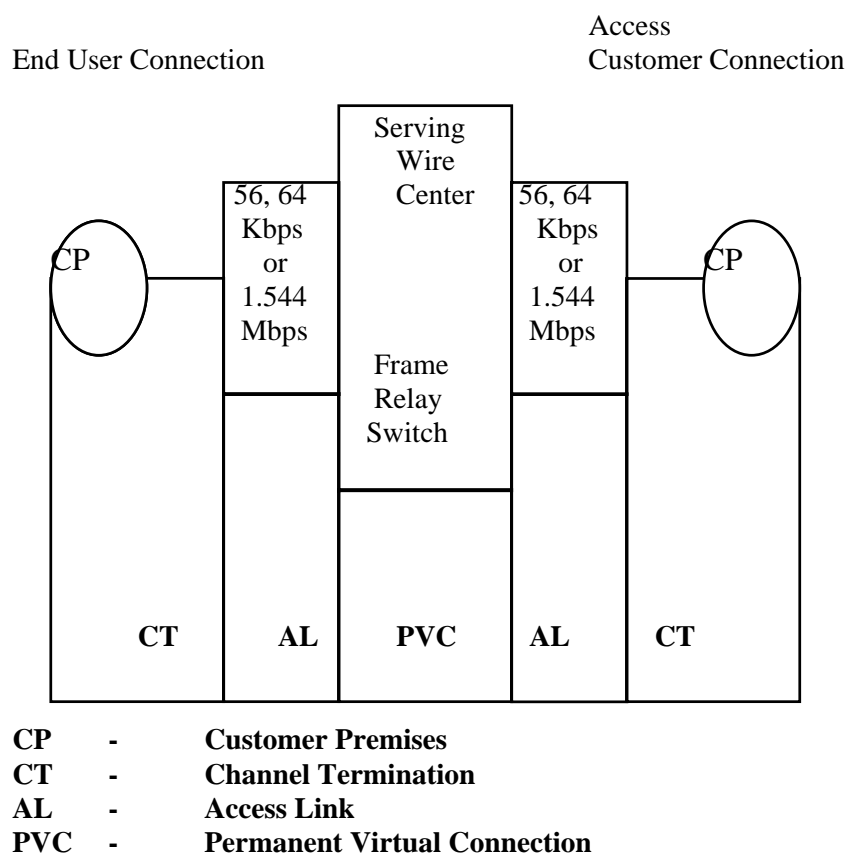 Access
End User Connection Customer Connection
Serving
Wire
Center
56, 64
Kbps
or
1.544
Mbps
56, 64
Kbps
or
1.544
Mbps
CP
CP
Frame
Relay
Switch
CT AL PVC AL CT
CP - Customer Premises
CT - Channel Termination
AL - Access Link
PVC - Permanent Virtual Connection